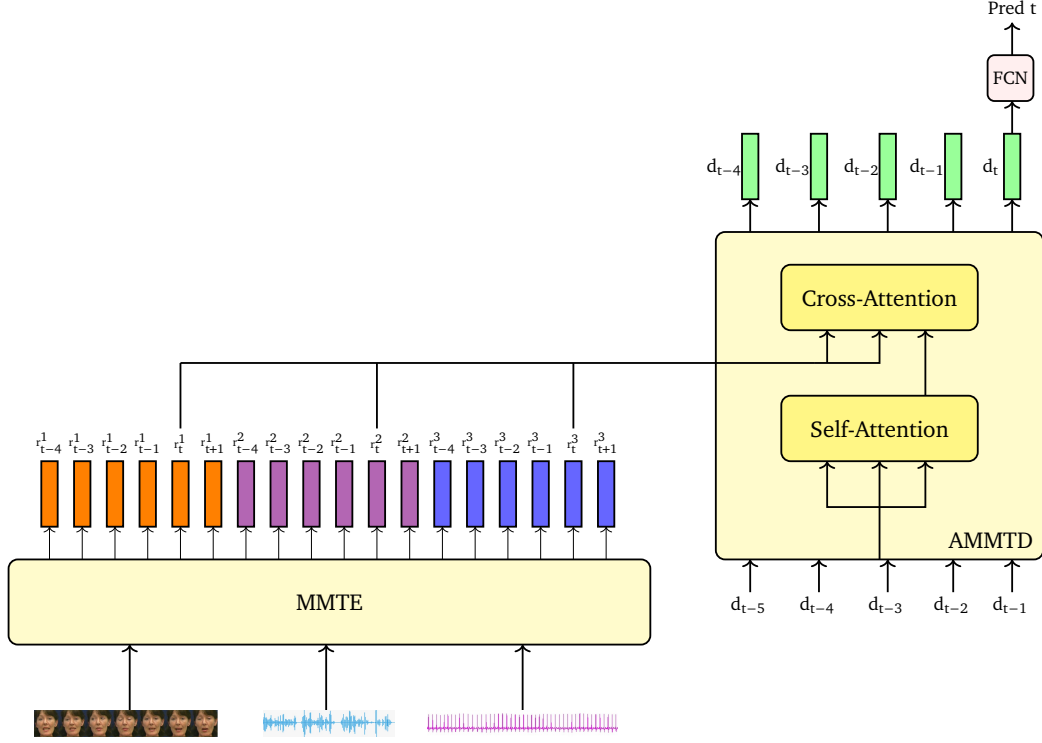 Pred t
FCN
d_{t−4} d_{t−3} d_{t−2} d_{t−1} d_t
Cross-Attention
Self-Attention
r^1_{t−4} r^1_{t−3} r^1_{t−2} r^1_{t−1} r^1_t r^1_{t+1} r^2_{t−4} r^2_{t−3} r^2_{t−2} r^2_{t−1} r^2_t r^2_{t+1} r^3_{t−4} r^3_{t−3} r^3_{t−2} r^3_{t−1} r^3_t r^3_{t+1}
AMMTD
MMTE
d_{t−5} d_{t−4} d_{t−3} d_{t−2} d_{t−1}